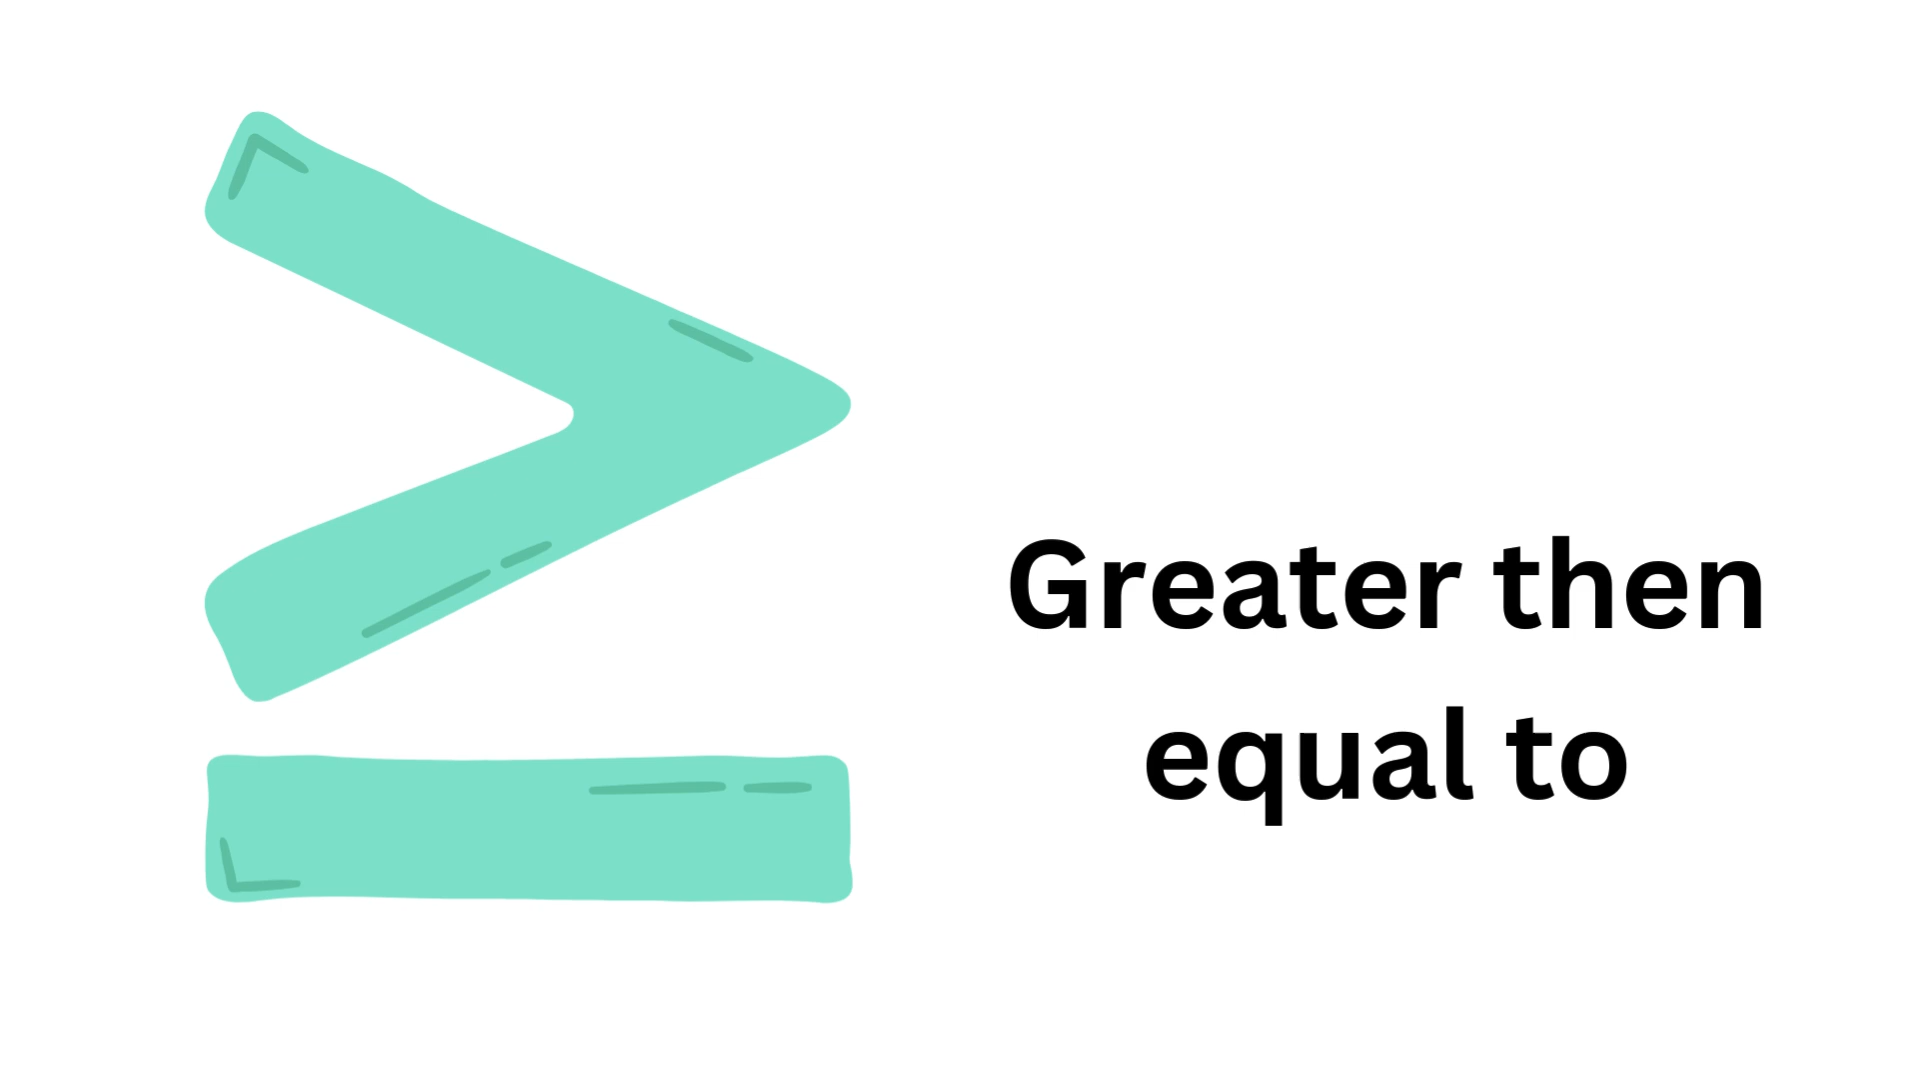 ≥
Greater then
equal to